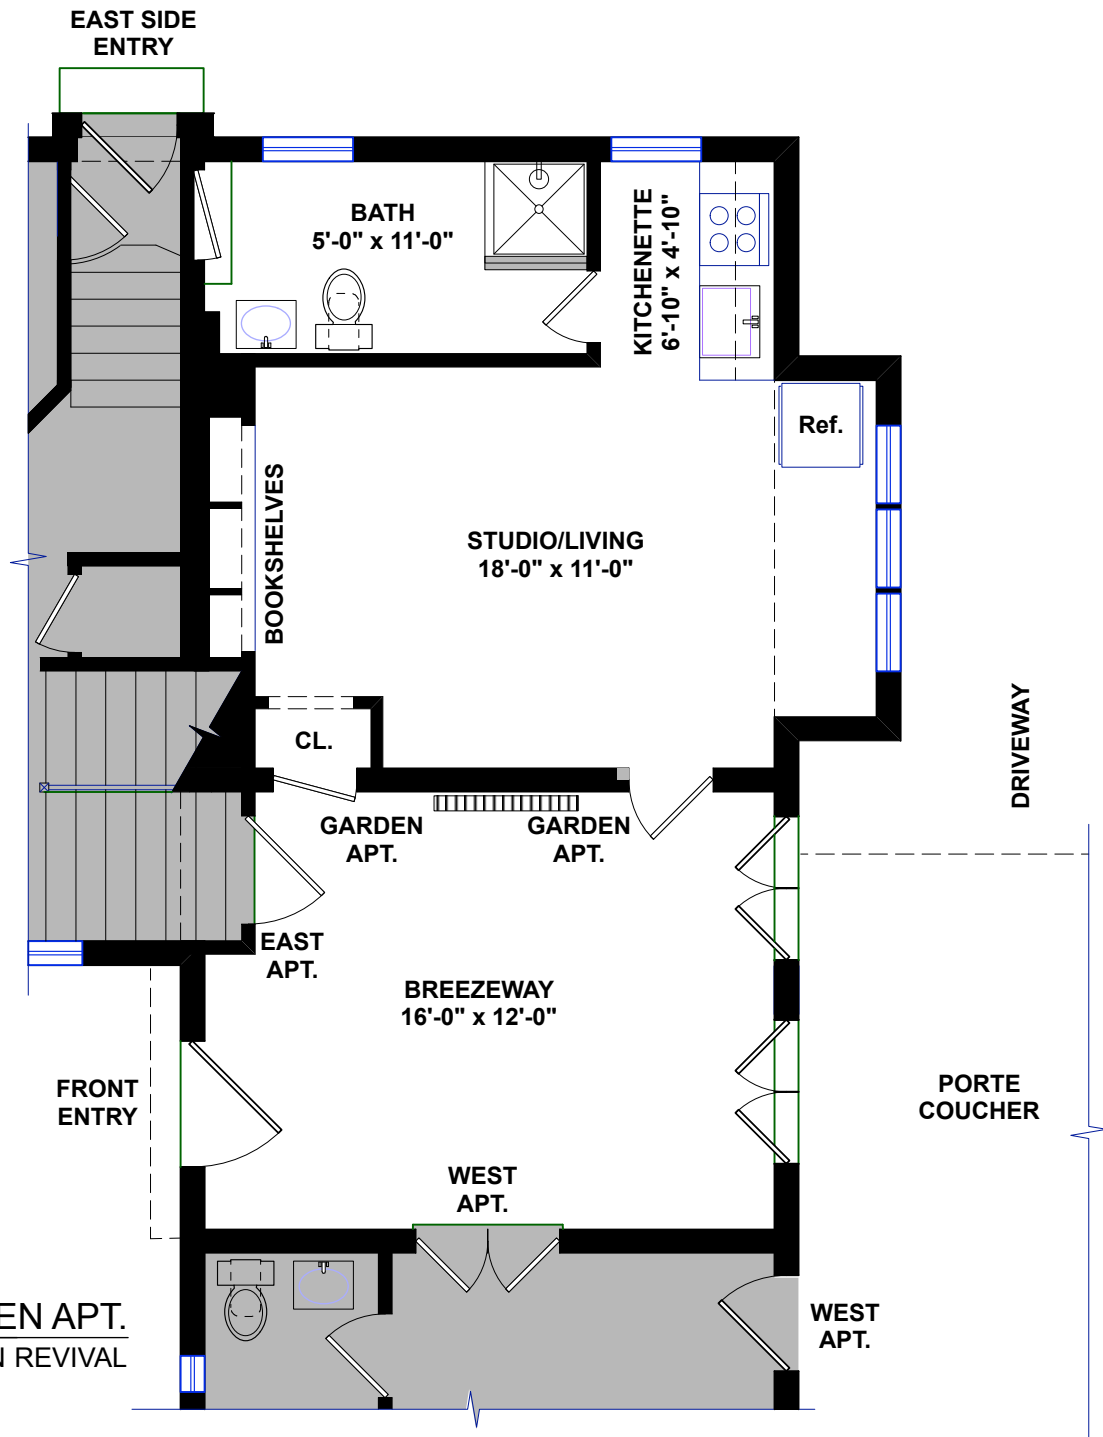 EAST SIDE
ENTRY
BATH
5'-0" x 11'-0"
KITCHENETTE
6'-10" x 4'-10"
Ref.
BOOKSHELVES
STUDIO/LIVING
18'-0" x 11'-0"
CL.
DRIVEWAY
GARDEN
APT.
GARDEN
APT.
EAST
APT.
BREEZEWAY
16'-0" x 12'-0"
FRONT
ENTRY
PORTE
COUCHER
WEST
APT.
WEST
APT.
EN APT.
N REVIVAL